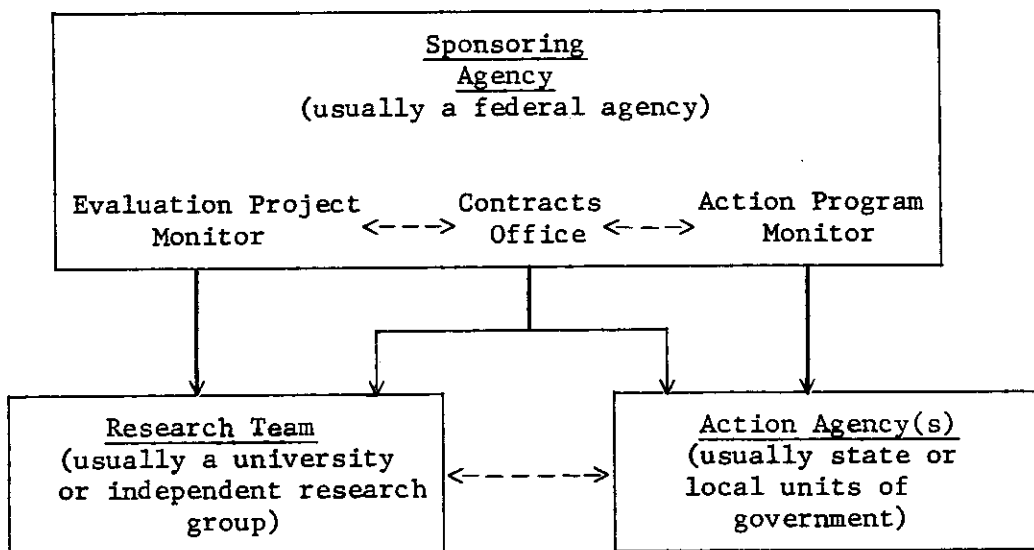 Sponsoring
Agency
(usually a federal agency)
Evaluation Project
Monitor
Contracts
Office
Action Program
Monitor
Research Team
(usually a university
or independent research
group)
Action Agency(s)
(usually state or
local units of
government)